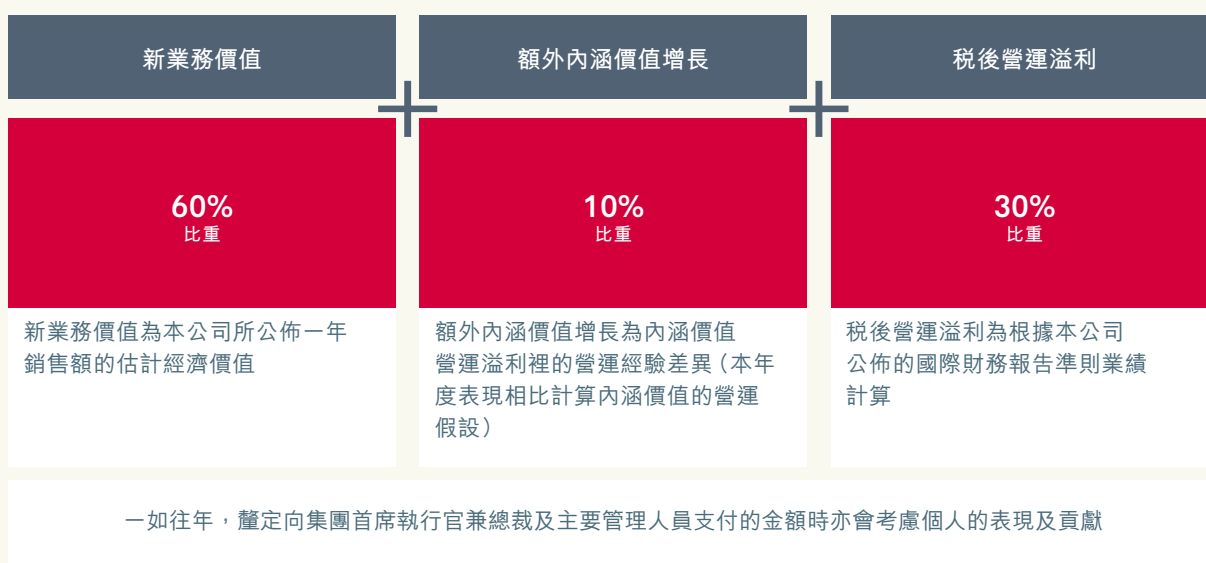 新業務價值
額外內涵價值增長
税後營運溢利
60%
比重
10%
比重
30%
比重
新業務價值為本公司所公佈一年
銷售額的估計經濟價值
額外內涵價值增長為內涵價值
營運溢利裡的營運經驗差異（本年
度表現相比計算內涵價值的營運
假設）
税後營運溢利為根據本公司
公佈的國際財務報告準則業績
計算
一如往年，釐定向集團首席執行官兼總裁及主要管理人員支付的金額時亦會考慮個人的表現及貢獻